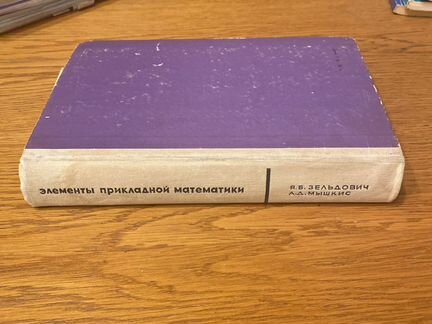 элементы прикладной математики
Я.Б. ЗЕЛЬДОВИЧ
А.Д. МЫШКИС